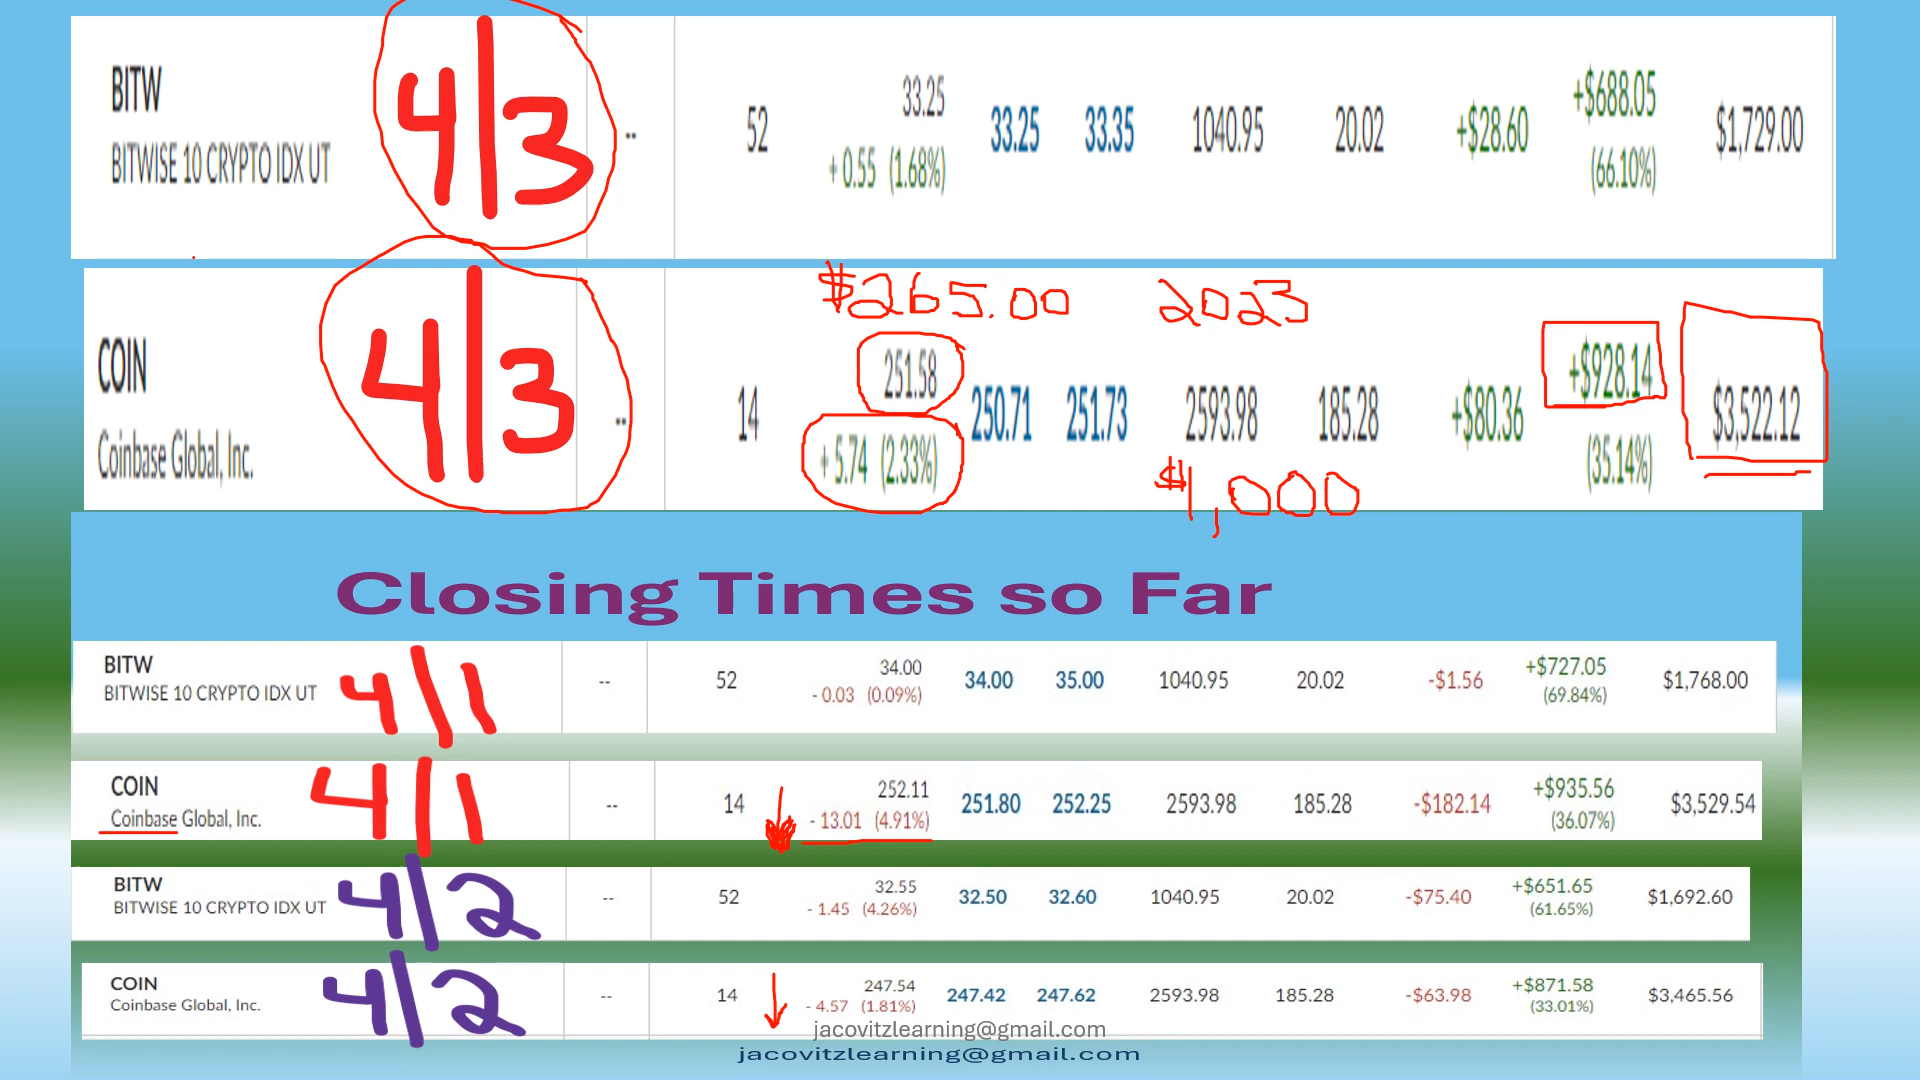 BITW 4|3 -- 52 33.25 33.25 33.35 1040.95 20.02 +$28.60 +$688.05 $1,729.00
BITWISE 10 CRYPTO IDX UT + 0.55 (1.68%) (66.10%)
$265.00 2023
COIN 4|3 -- 14 251.58 250.71 251.73 2593.98 185.28 +$80.36 +$928.14 $3,522.12
Coinbase Global, Inc. + 5.74 (2.33%) (35.14%)
$1,000
Closing Times so Far
BITW 4|1 -- 52 34.00 34.00 35.00 1040.95 20.02 -$1.56 +$727.05 $1,768.00
BITWISE 10 CRYPTO IDX UT - 0.03 (0.09%) (69.84%)
COIN 4|1 -- 14 252.11 251.80 252.25 2593.98 185.28 -$182.14 +$935.56 $3,529.54
Coinbase Global, Inc. - 13.01 (4.91%) (36.07%)
BITW 4|2 -- 52 32.55 32.50 32.60 1040.95 20.02 -$75.40 +$651.65 $1,692.60
BITWISE 10 CRYPTO IDX UT - 1.45 (4.26%) (61.65%)
COIN 4|2 -- 14 247.54 247.42 247.62 2593.98 185.28 -$63.98 +$871.58 $3,465.56
Coinbase Global, Inc. - 4.57 (1.81%) (33.01%)
jacovitzlearning@gmail.com
jacovitzlearning@gmail.com